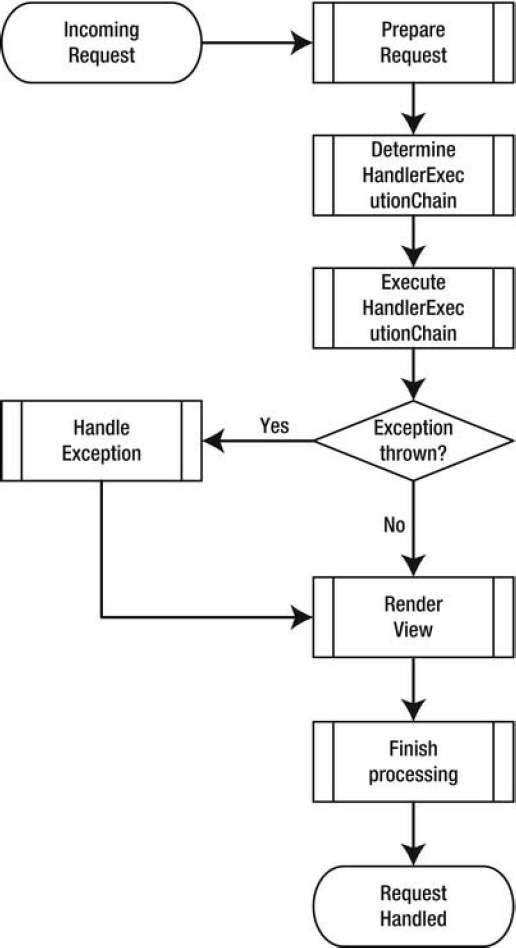 Incoming
Request
Prepare
Request
Determine
HandlerExec
utionChain
Execute
HandlerExec
utionChain
Exception
thrown?
Yes
Handle
Exception
No
Render
View
Finish
processing
Request
Handled